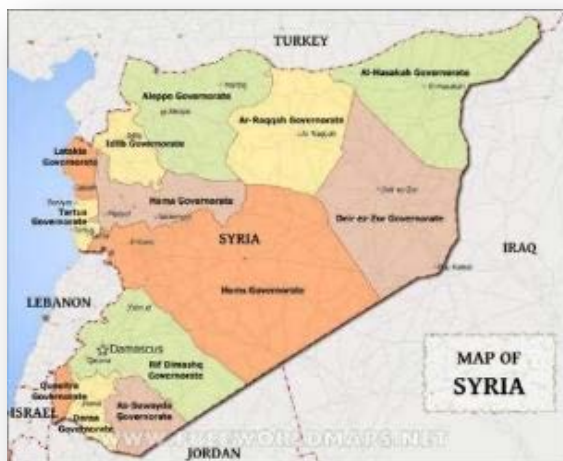 TURKEY
Al-Hasakah Governorate
Aleppo Governorate
Ar-Raqqah Governorate
Latakia
Governorate
Idlib Governorate
Hama Governorate
Tartus
Governorate
Deir ez-Zor Governorate
SYRIA
IRAQ
Homs Governorate
LEBANON
Damascus
Rif Dimashq
Governorate
Quneitra
Governorate
As-Suwayda
Governorate
Daraa
Governorate
ISRAEL
JORDAN
MAP OF
SYRIA
WWW.FREEWORLDMAPS.NET